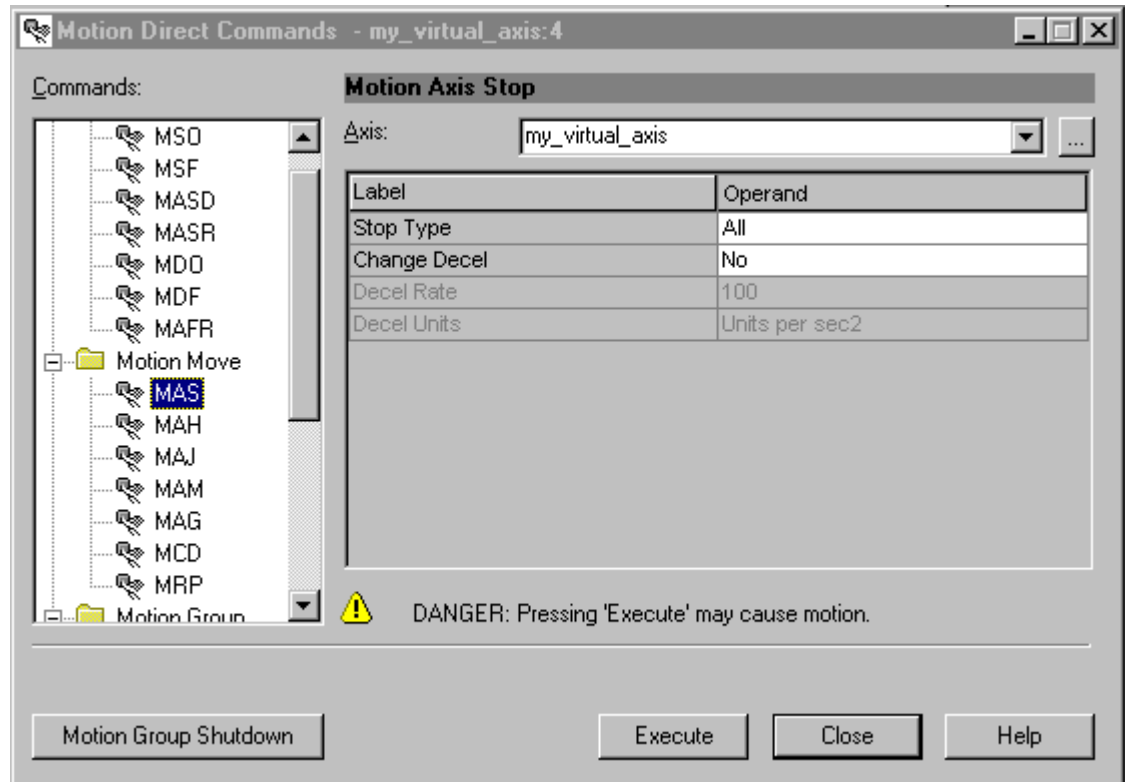 Motion Direct Commands - my_virtual_axis:4
Commands:
MSO
MSF
MASD
MASR
MDO
MDF
MAFR
Motion Move
MAS
MAH
MAJ
MAM
MAG
MCD
MRP
Motion Group
Motion Axis Stop
Axis: my_virtual_axis ...
Label Operand
Stop Type All
Change Decel No
Decel Rate 100
Decel Units Units per sec2
DANGER: Pressing 'Execute' may cause motion.
Motion Group Shutdown Execute Close Help